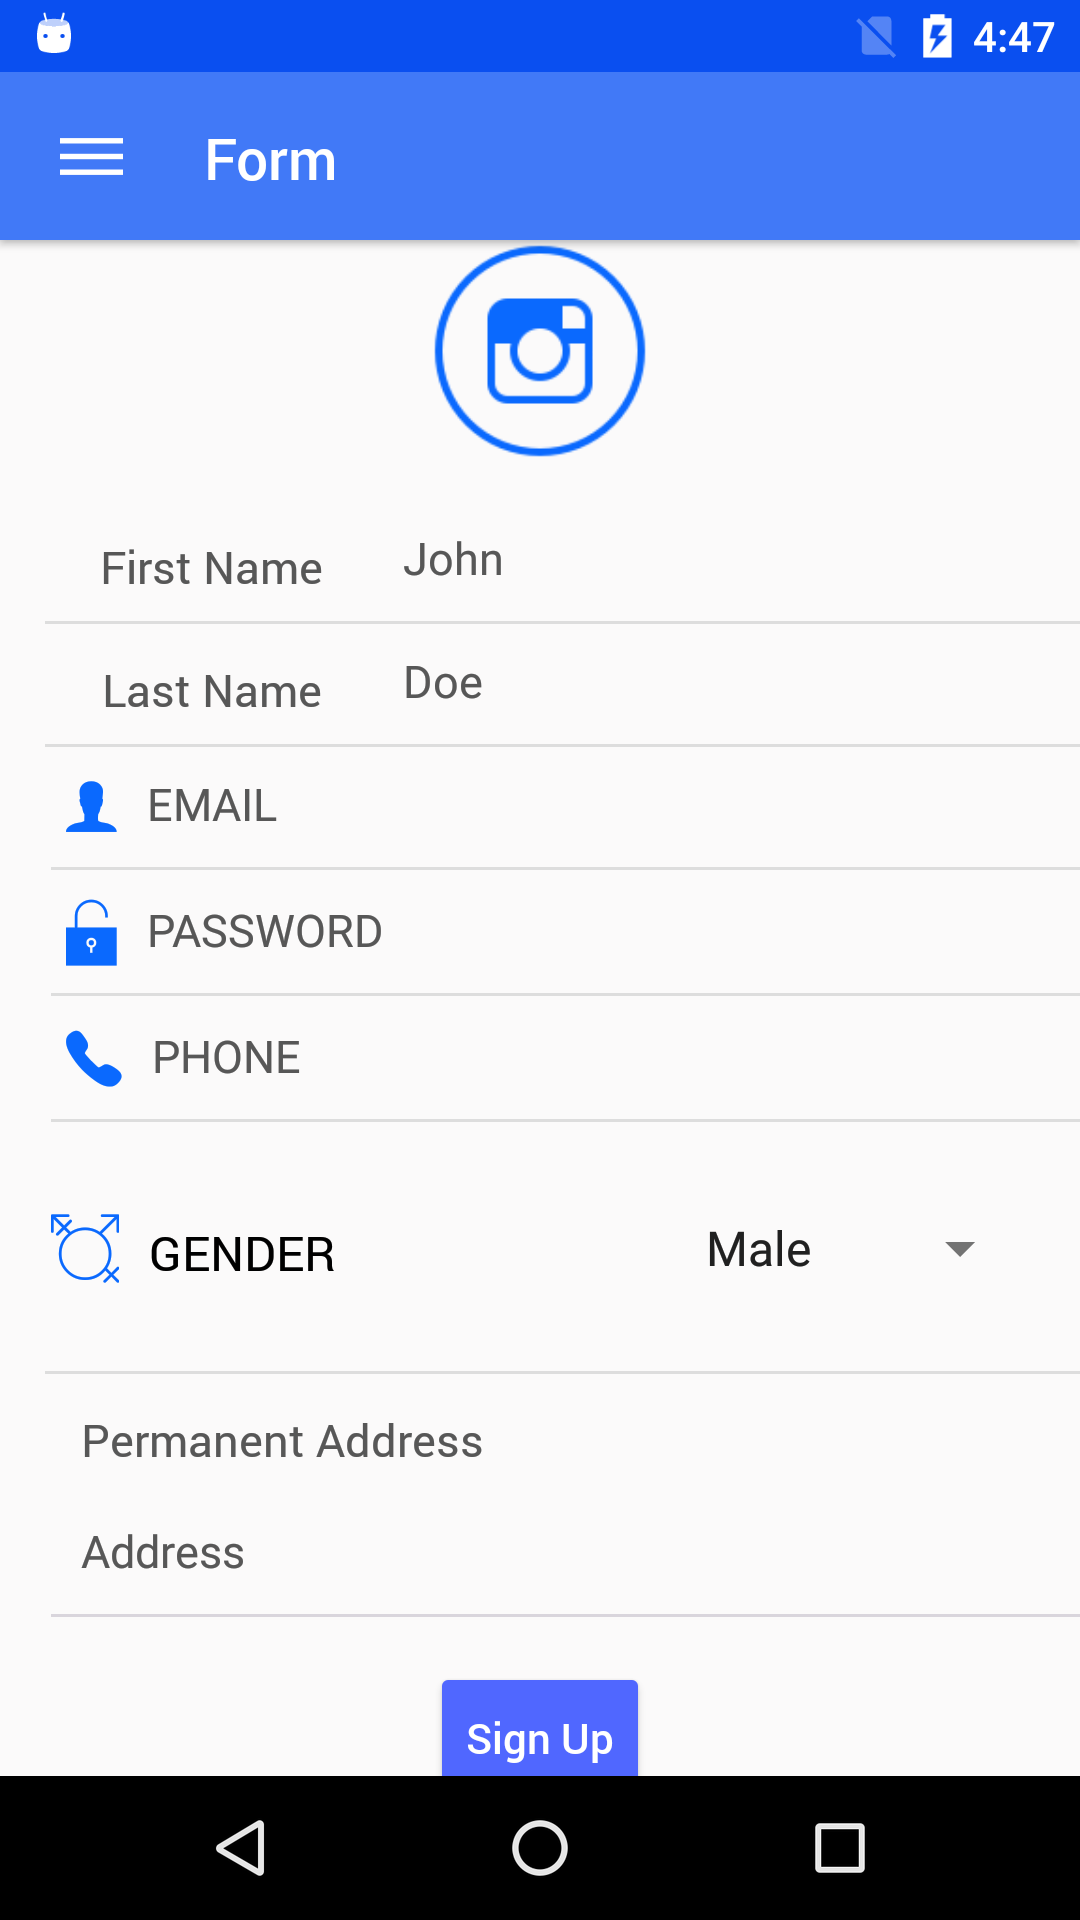 4:47
Form
First Name John
Last Name Doe
EMAIL
PASSWORD
PHONE
GENDER Male
Permanent Address
Address
Sign Up